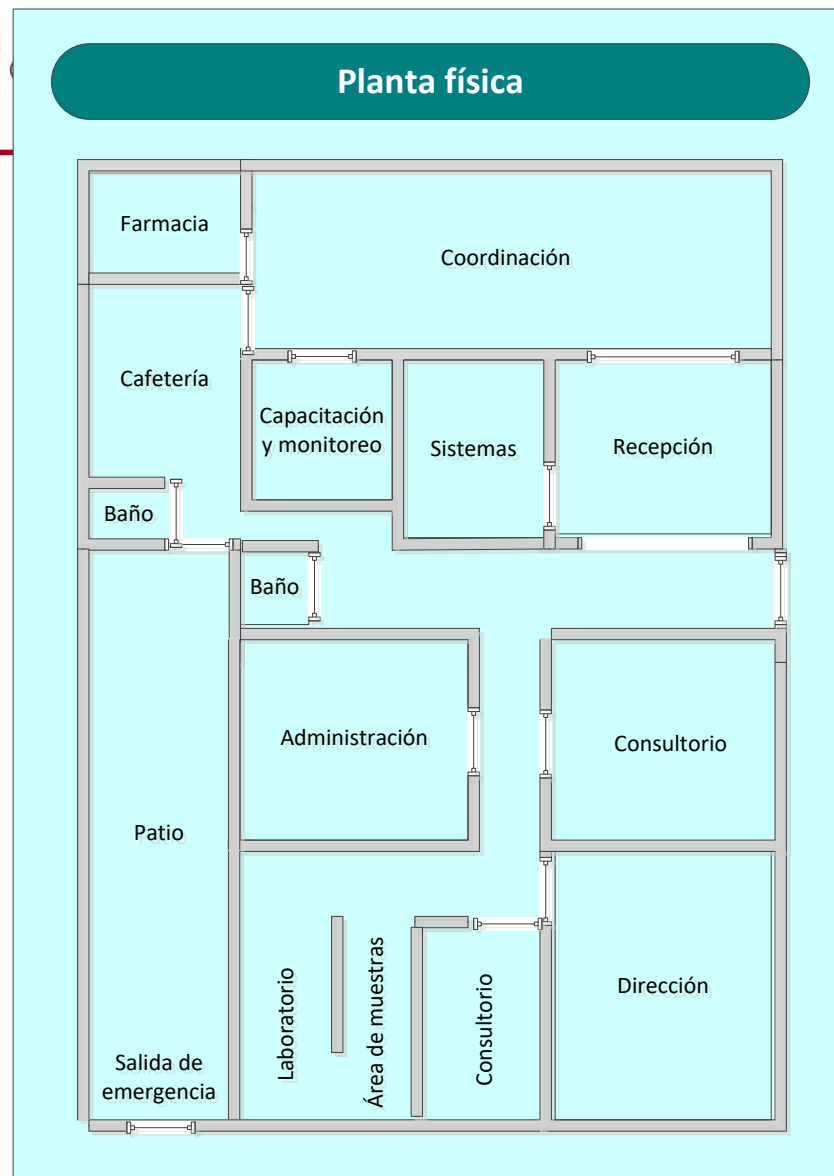 Planta física
Farmacia
Coordinación
Cafetería
Capacitación
y monitoreo
Sistemas
Recepción
Baño
Baño
Administración
Consultorio
Patio
Laboratorio
Área de muestras
Consultorio
Dirección
Salida de
emergencia